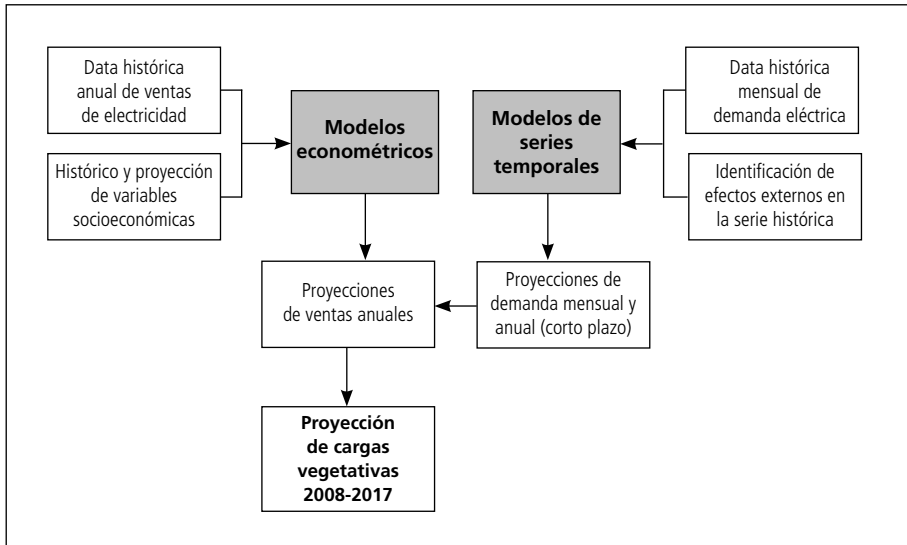 Data histórica
anual de ventas
de electricidad
Histórico y proyección
de variables
socioeconómicas
Modelos
econométricos
Modelos de
series
temporales
Data histórica
mensual de
demanda eléctrica
Identificación de
efectos externos en
la serie histórica
Proyecciones
de ventas anuales
Proyecciones de
demanda mensual y
anual (corto plazo)
Proyección
de cargas
vegetativas
2008-2017